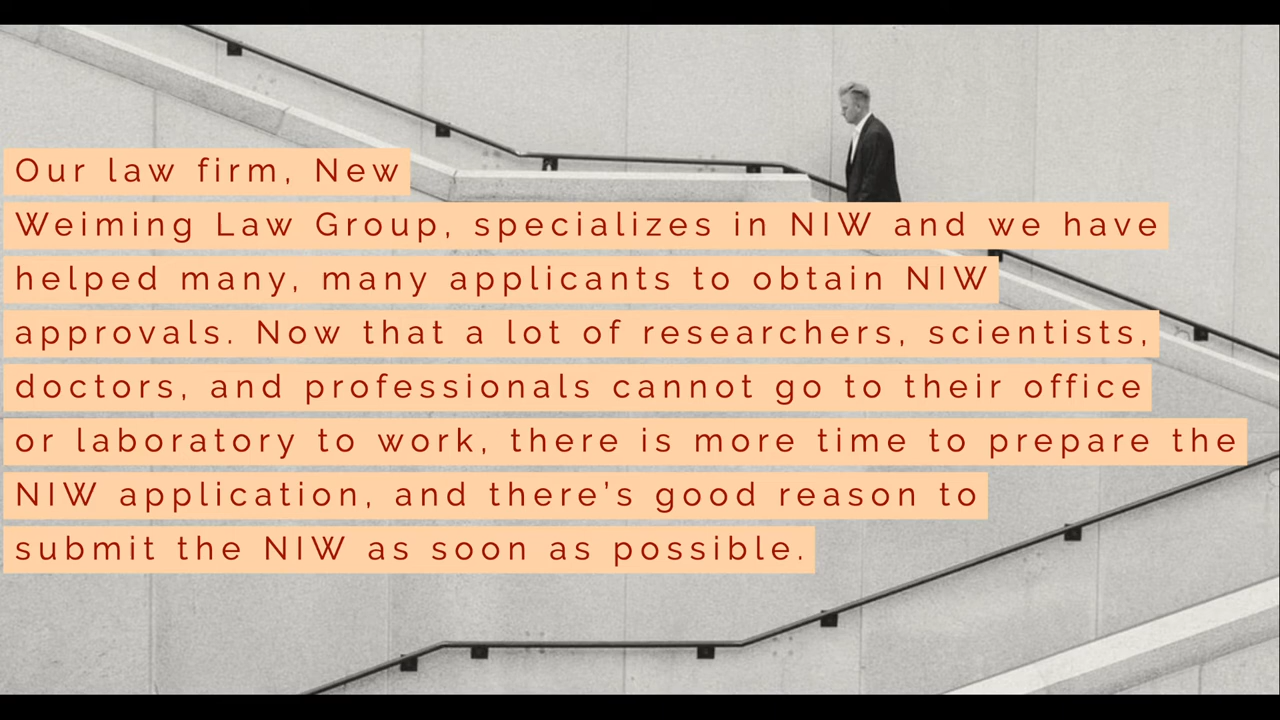 Our law firm, New
Weiming Law Group, specializes in NIW and we have
helped many, many applicants to obtain NIW
approvals. Now that a lot of researchers, scientists,
doctors, and professionals cannot go to their office
or laboratory to work, there is more time to prepare the
NIW application, and there’s good reason to
submit the NIW as soon as possible.